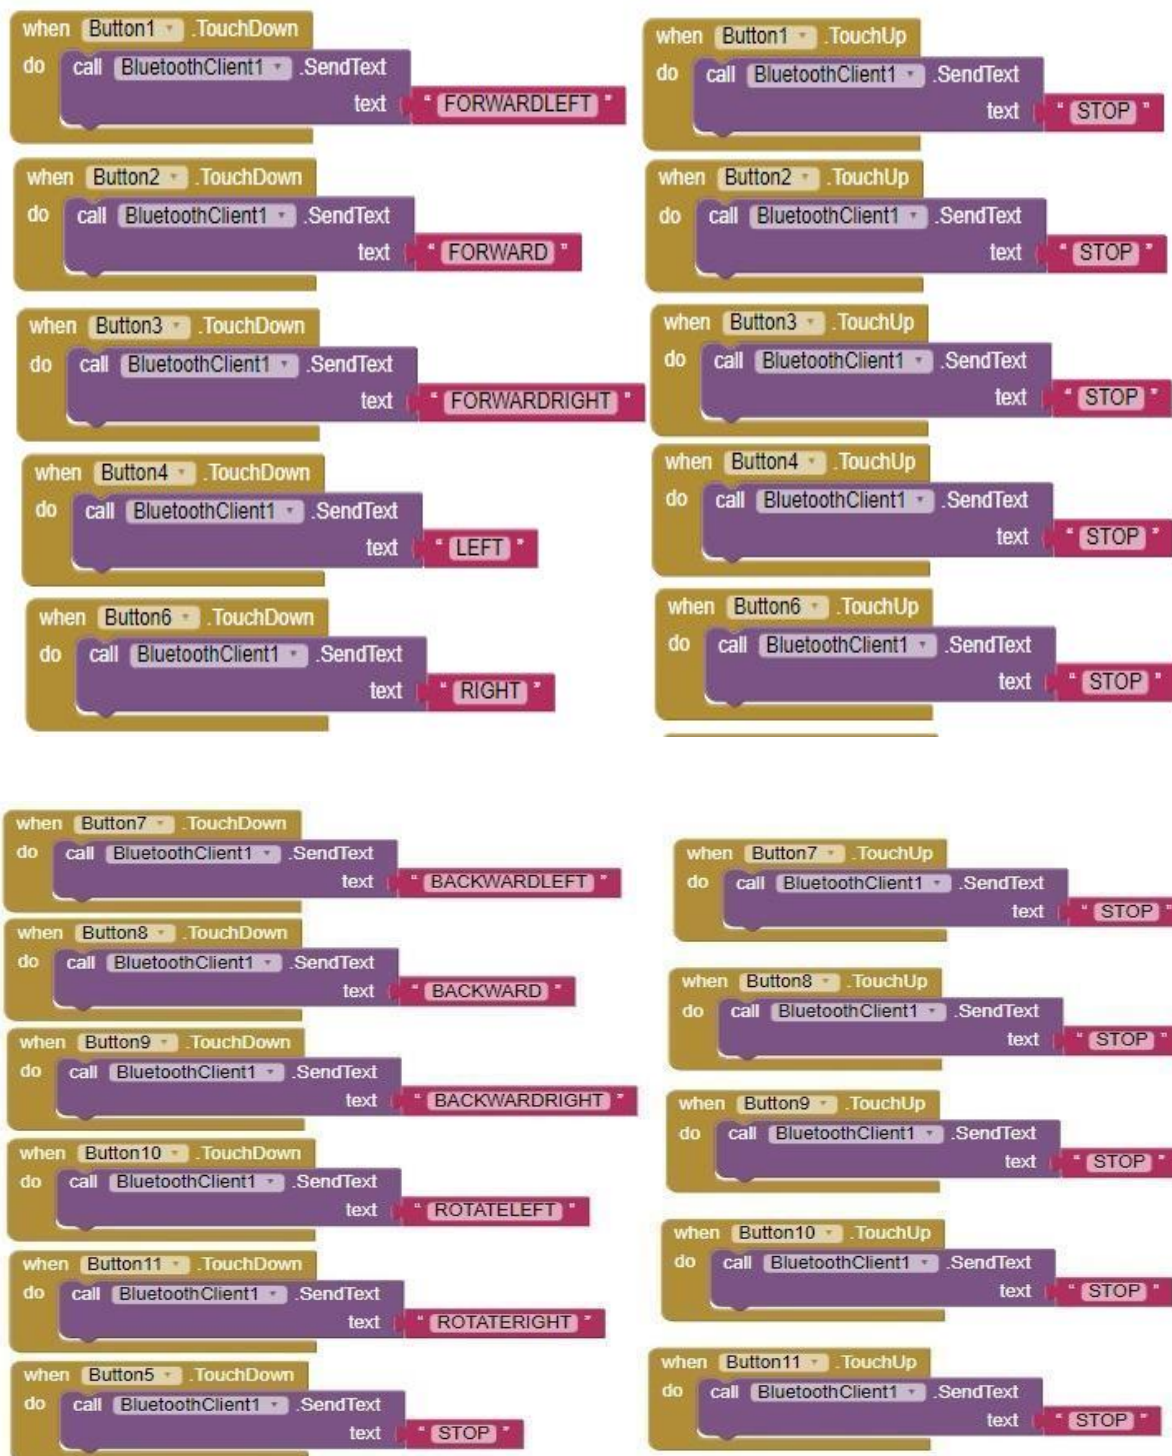 when Button1 .TouchDown
do call BluetoothClient1 .SendText
text " FORWARDLEFT "
when Button2 .TouchDown
do call BluetoothClient1 .SendText
text " FORWARD "
when Button3 .TouchDown
do call BluetoothClient1 .SendText
text " FORWARDRIGHT "
when Button4 .TouchDown
do call BluetoothClient1 .SendText
text " LEFT "
when Button6 .TouchDown
do call BluetoothClient1 .SendText
text " RIGHT "
when Button1 .TouchUp
do call BluetoothClient1 .SendText
text " STOP "
when Button2 .TouchUp
do call BluetoothClient1 .SendText
text " STOP "
when Button3 .TouchUp
do call BluetoothClient1 .SendText
text " STOP "
when Button4 .TouchUp
do call BluetoothClient1 .SendText
text " STOP "
when Button6 .TouchUp
do call BluetoothClient1 .SendText
text " STOP "
when Button7 .TouchDown
do call BluetoothClient1 .SendText
text " BACKWARDLEFT "
when Button8 .TouchDown
do call BluetoothClient1 .SendText
text " BACKWARD "
when Button9 .TouchDown
do call BluetoothClient1 .SendText
text " BACKWARDRIGHT "
when Button10 .TouchDown
do call BluetoothClient1 .SendText
text " ROTATELEFT "
when Button11 .TouchDown
do call BluetoothClient1 .SendText
text " ROTATERIGHT "
when Button5 .TouchDown
do call BluetoothClient1 .SendText
text " STOP "
when Button7 .TouchUp
do call BluetoothClient1 .SendText
text " STOP "
when Button8 .TouchUp
do call BluetoothClient1 .SendText
text " STOP "
when Button9 .TouchUp
do call BluetoothClient1 .SendText
text " STOP "
when Button10 .TouchUp
do call BluetoothClient1 .SendText
text " STOP "
when Button11 .TouchUp
do call BluetoothClient1 .SendText
text " STOP "